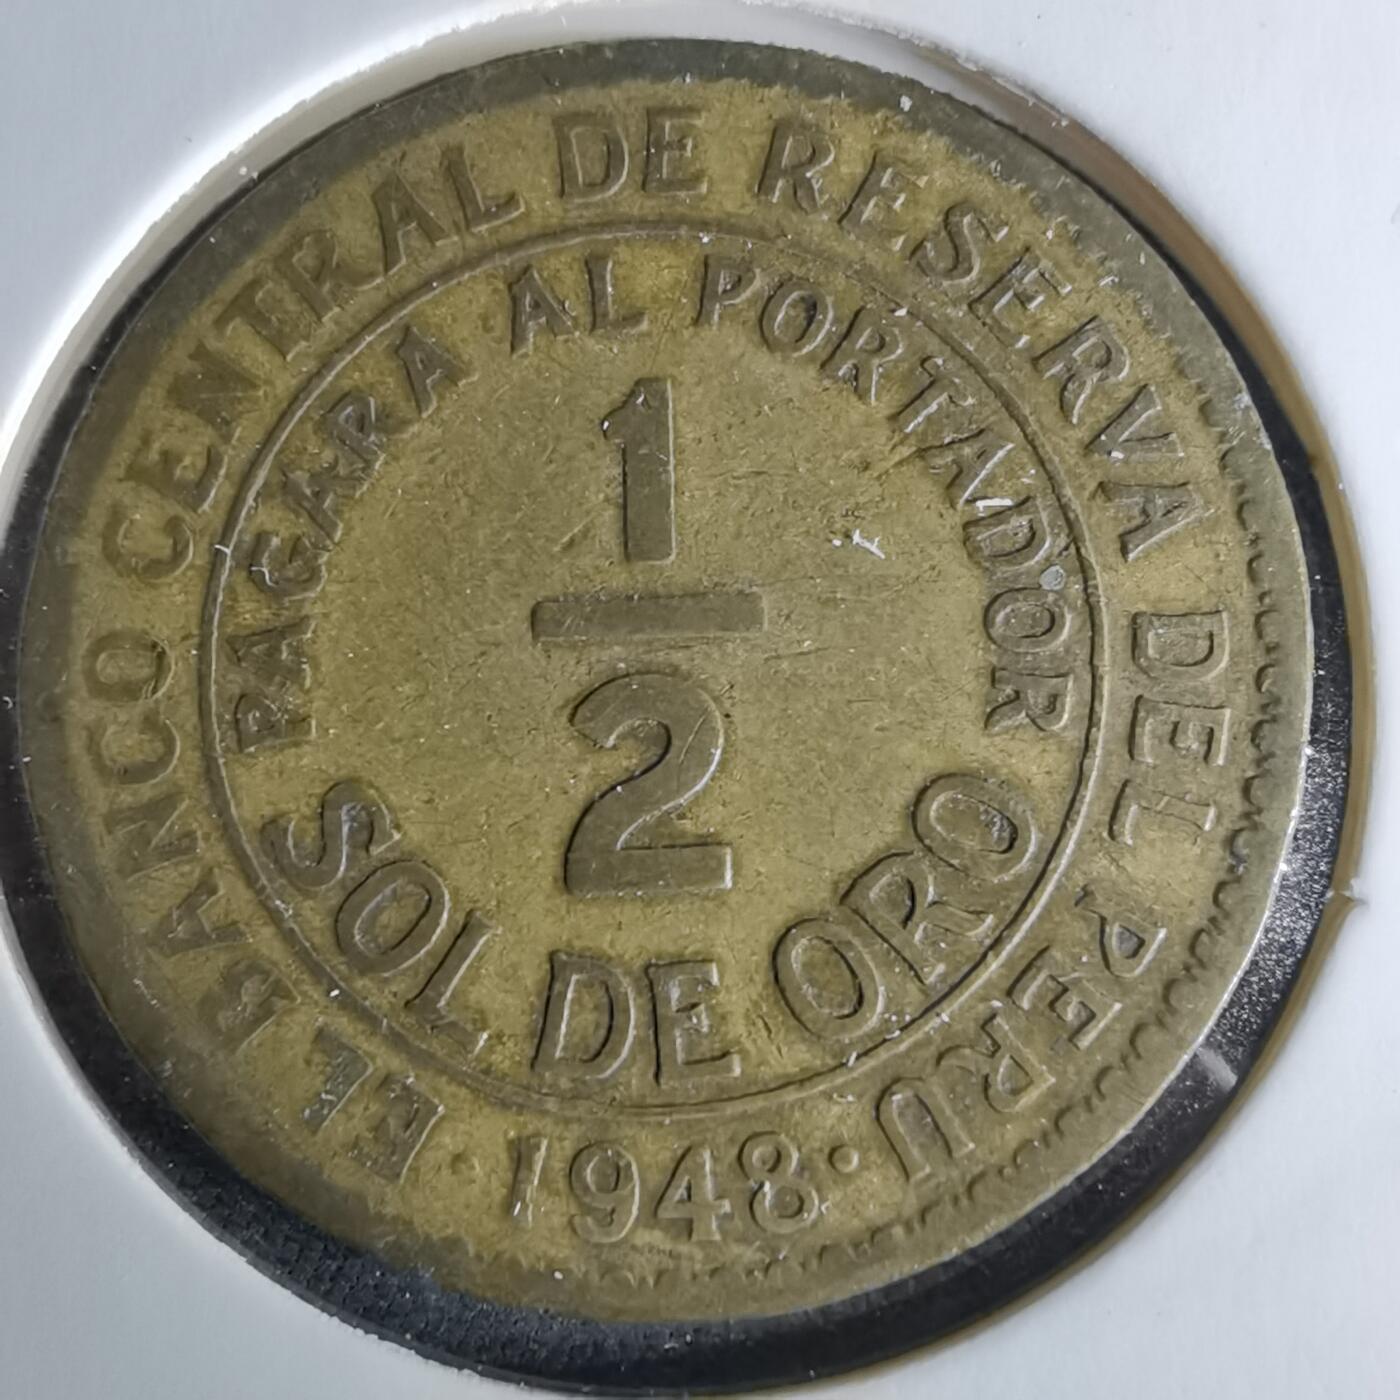 EL BANCO CENTRAL DE RESERVA DEL PERU
PAGARA AL PORTADOR
1
2
SOL DE ORO
·1948·